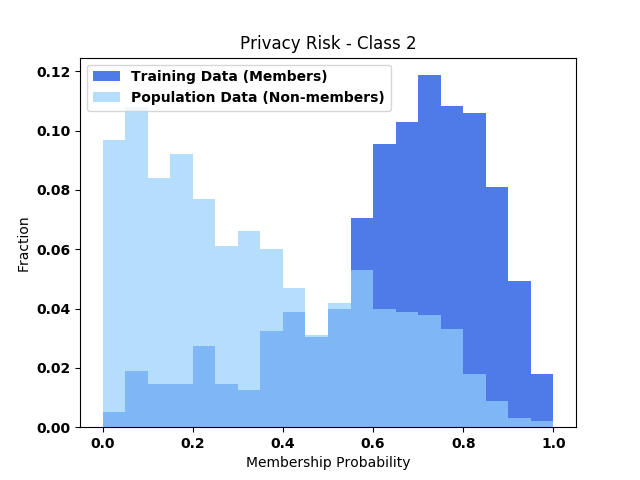 Privacy Risk - Class 2
Training Data (Members)
Population Data (Non-members)
0.12
0.10
0.08
0.06
0.04
0.02
0.00
Fraction
0.0 0.2 0.4 0.6 0.8 1.0
Membership Probability